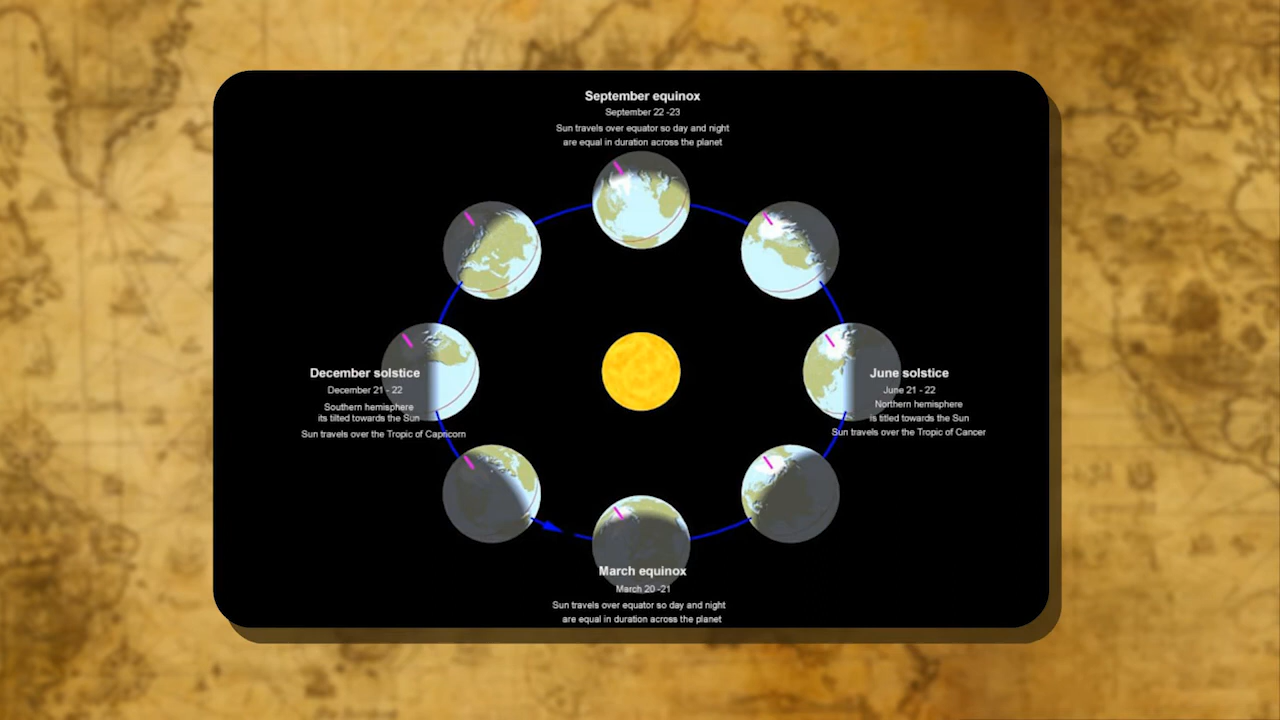 September equinox
September 22 -23
Sun travels over equator so day and night
are equal in duration across the planet
December solstice
December 21 - 22
Southern hemisphere
its tilted towards the Sun
Sun travels over the Tropic of Capricorn
June solstice
June 21 - 22
Northern hemisphere
is titled towards the Sun
Sun travels over the Tropic of Cancer
March equinox
March 20 -21
Sun travels over equator so day and night
are equal in duration across the planet